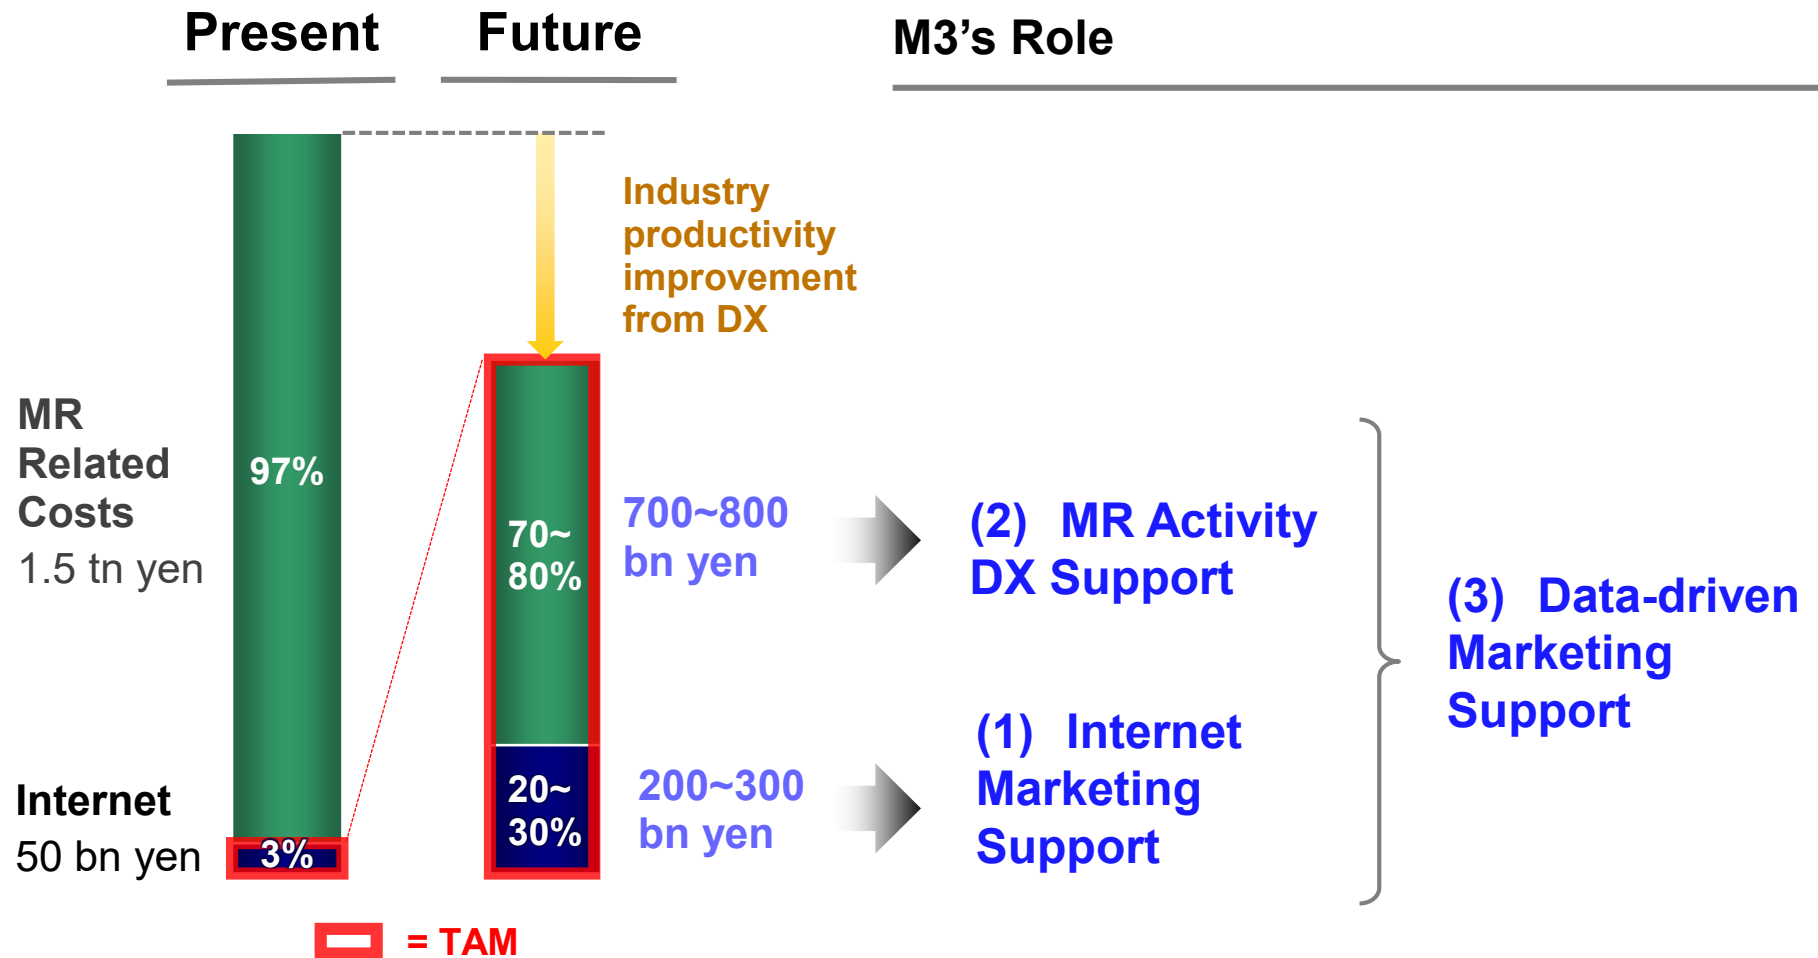 Present
Future
M3’s Role
Industry
productivity
improvement
from DX
MR
Related
Costs
1.5 tn yen
97%
70~
80%
700~800
bn yen
(2) MR Activity
DX Support
(3) Data-driven
Marketing
Support
Internet
50 bn yen
3%
20~
30%
200~300
bn yen
(1) Internet
Marketing
Support
= TAM